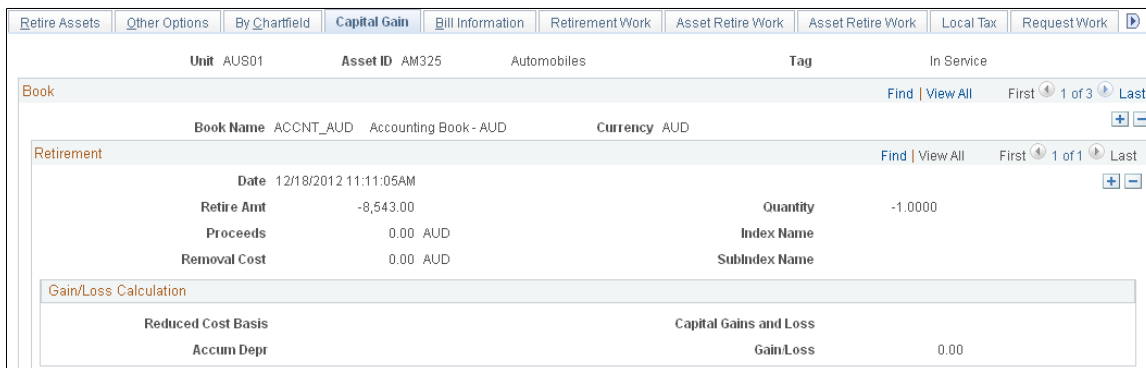 Retire Assets Other Options By Chartfield Capital Gain Bill Information Retirement Work Asset Retire Work Asset Retire Work Local Tax Request Work
Unit AUS01 Asset ID AM325 Automobiles Tag In Service
Book Find | View All First 1 of 3 Last
Book Name ACCNT_AUD Accounting Book - AUD Currency AUD
Retirement Find | View All First 1 of 1 Last
Date 12/18/2012 11:11:05AM
Retire Amt -8,543.00 Quantity -1.0000
Proceeds 0.00 AUD Index Name
Removal Cost 0.00 AUD SubIndex Name
Gain/Loss Calculation
Reduced Cost Basis Capital Gains and Loss
Accum Depr Gain/Loss 0.00